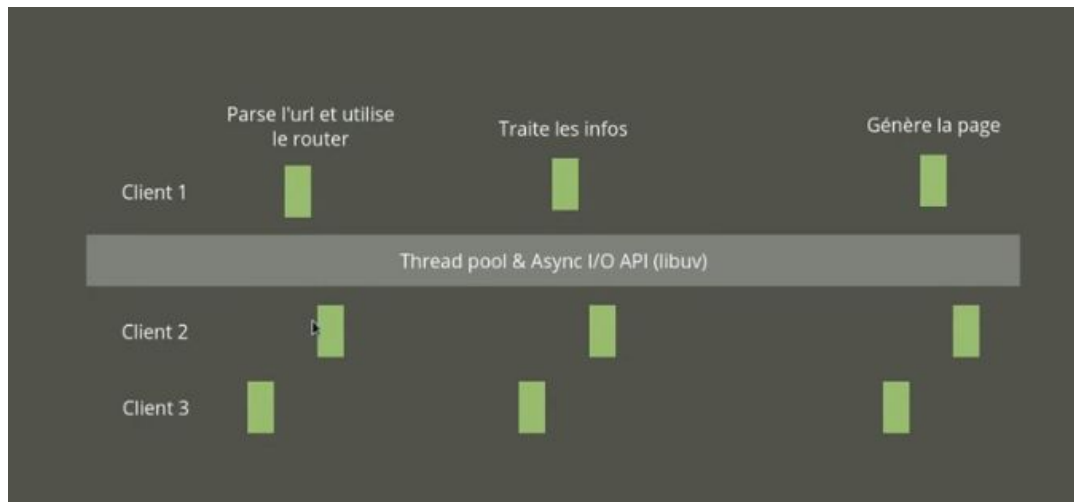 Parse l'url et utilise
le router
Traite les infos
Génère la page
Client 1
Thread pool & Async I/O API (libuv)
Client 2
Client 3